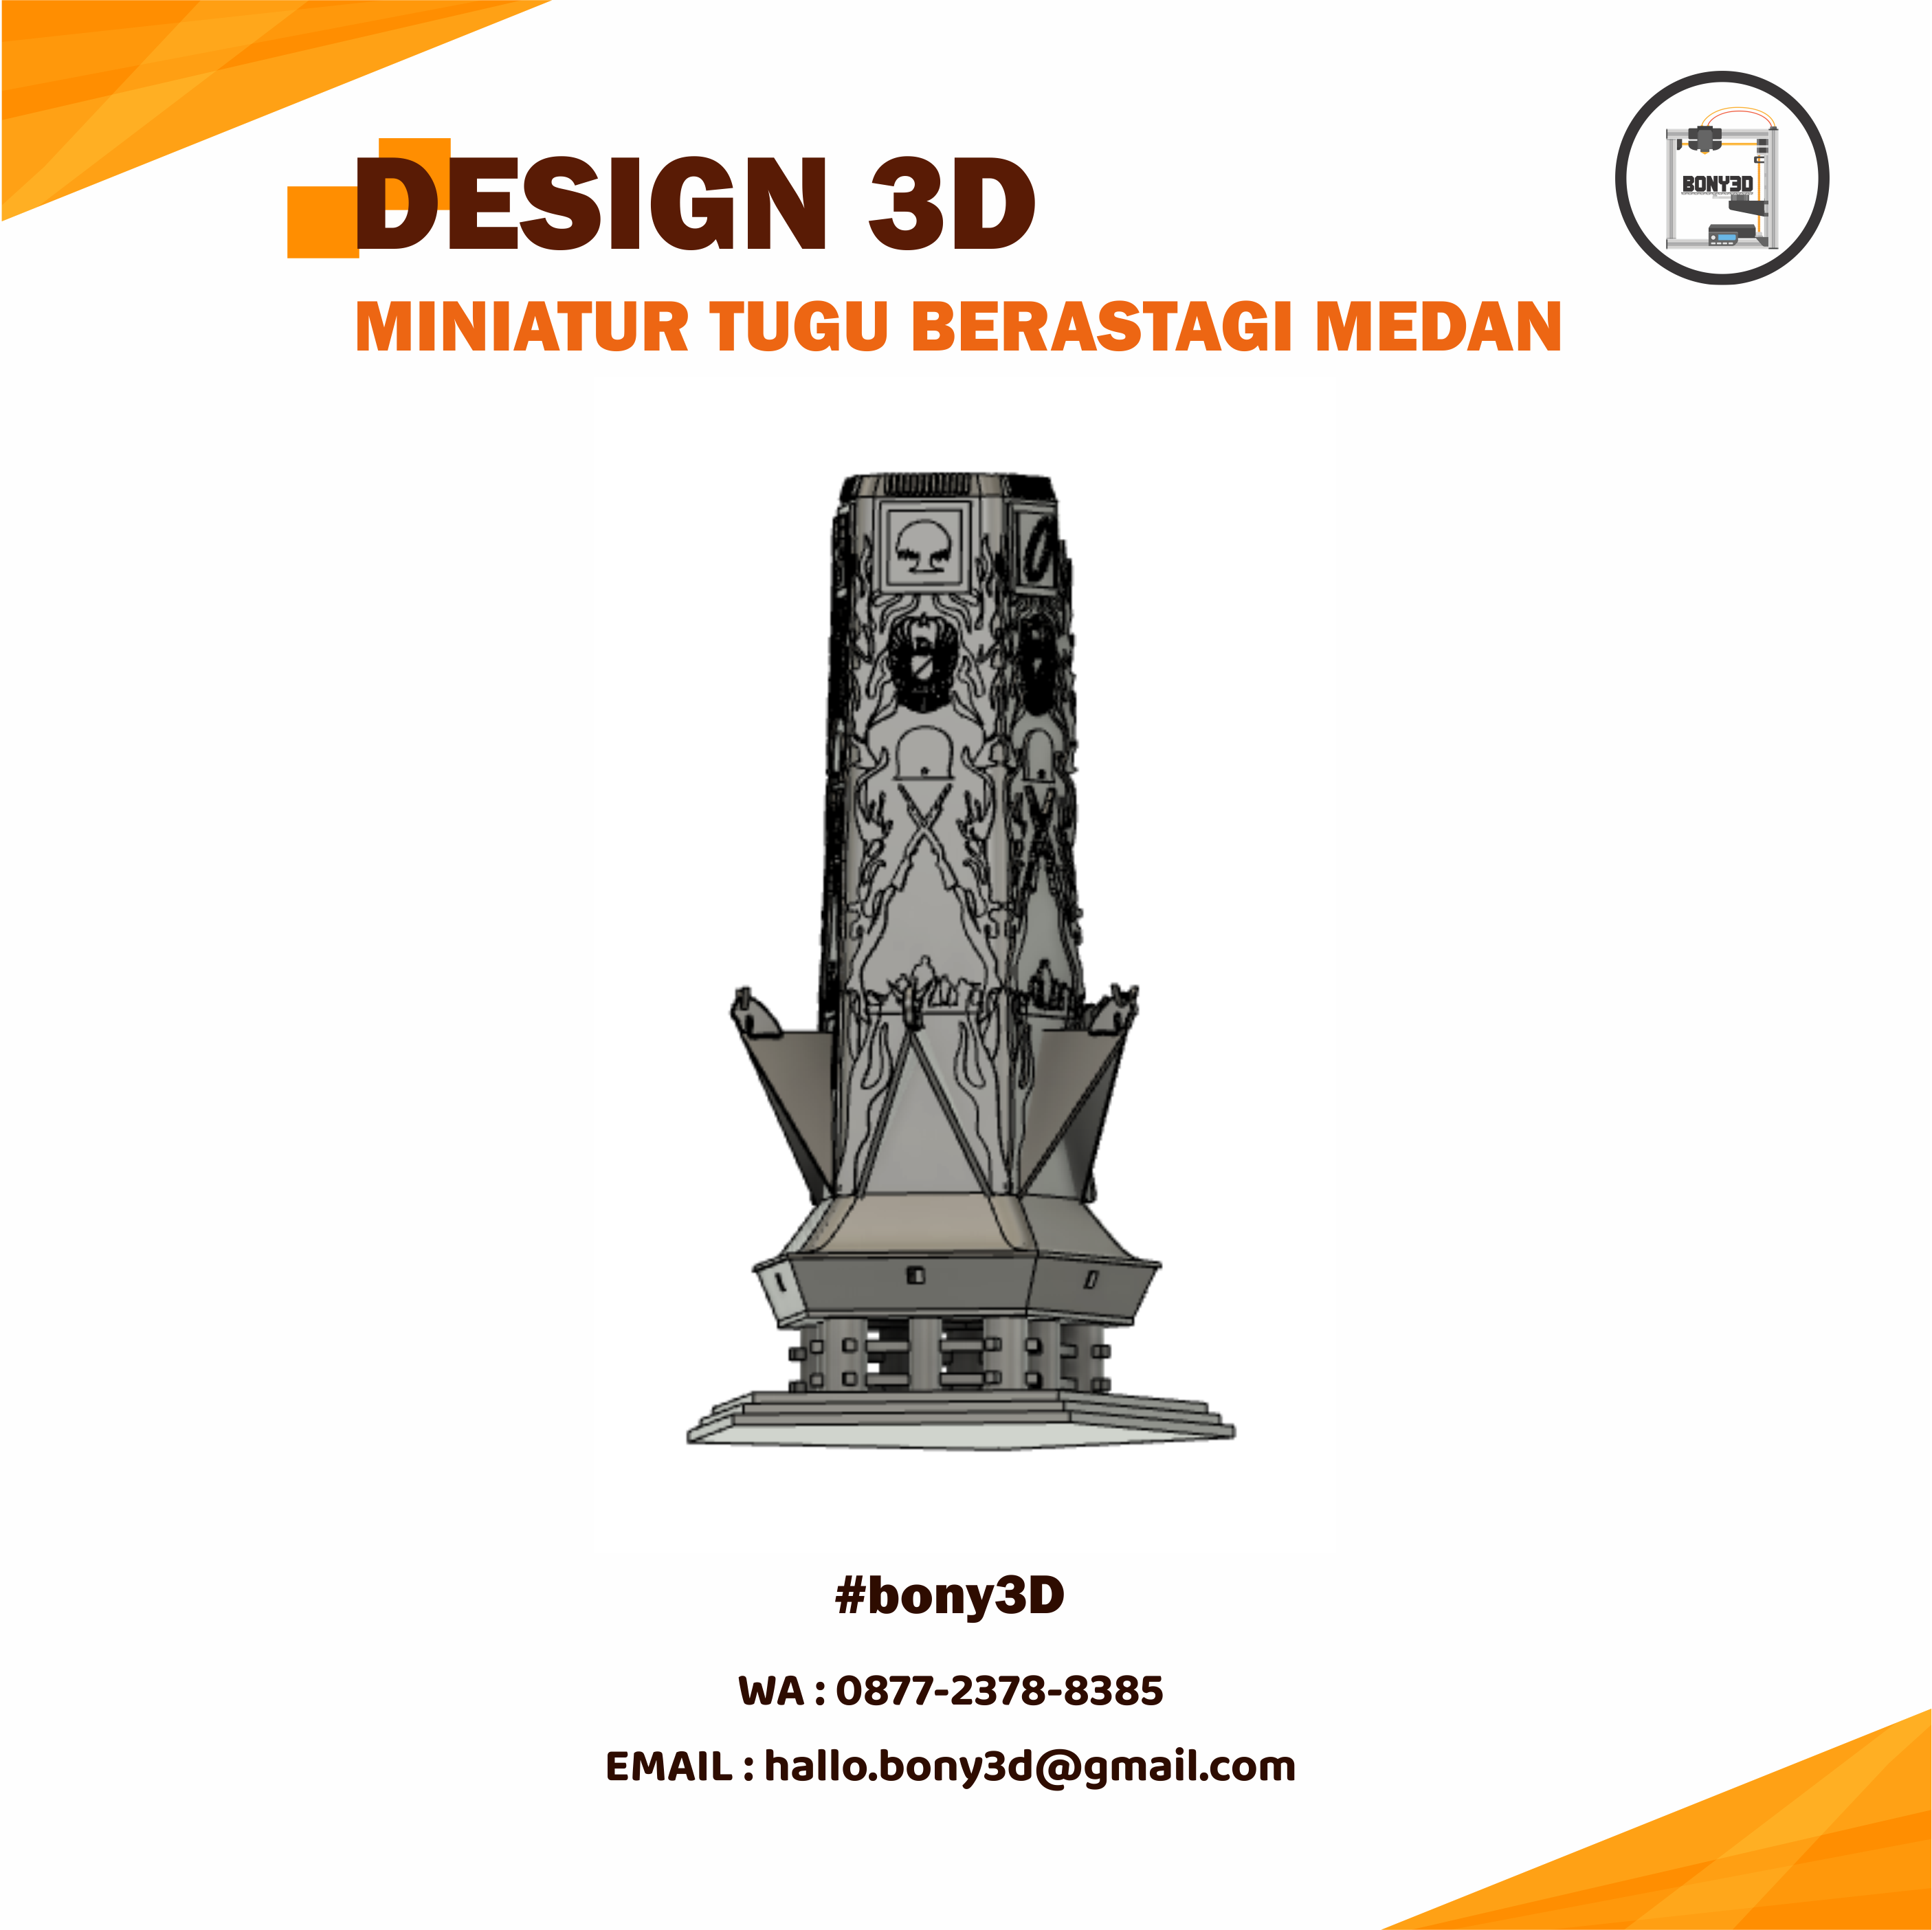 DESIGN 3D
BONY3D
MINIATUR TUGU BERASTAGI MEDAN
#bony3D
WA : 0877-2378-8385
EMAIL : hallo.bony3d@gmail.com